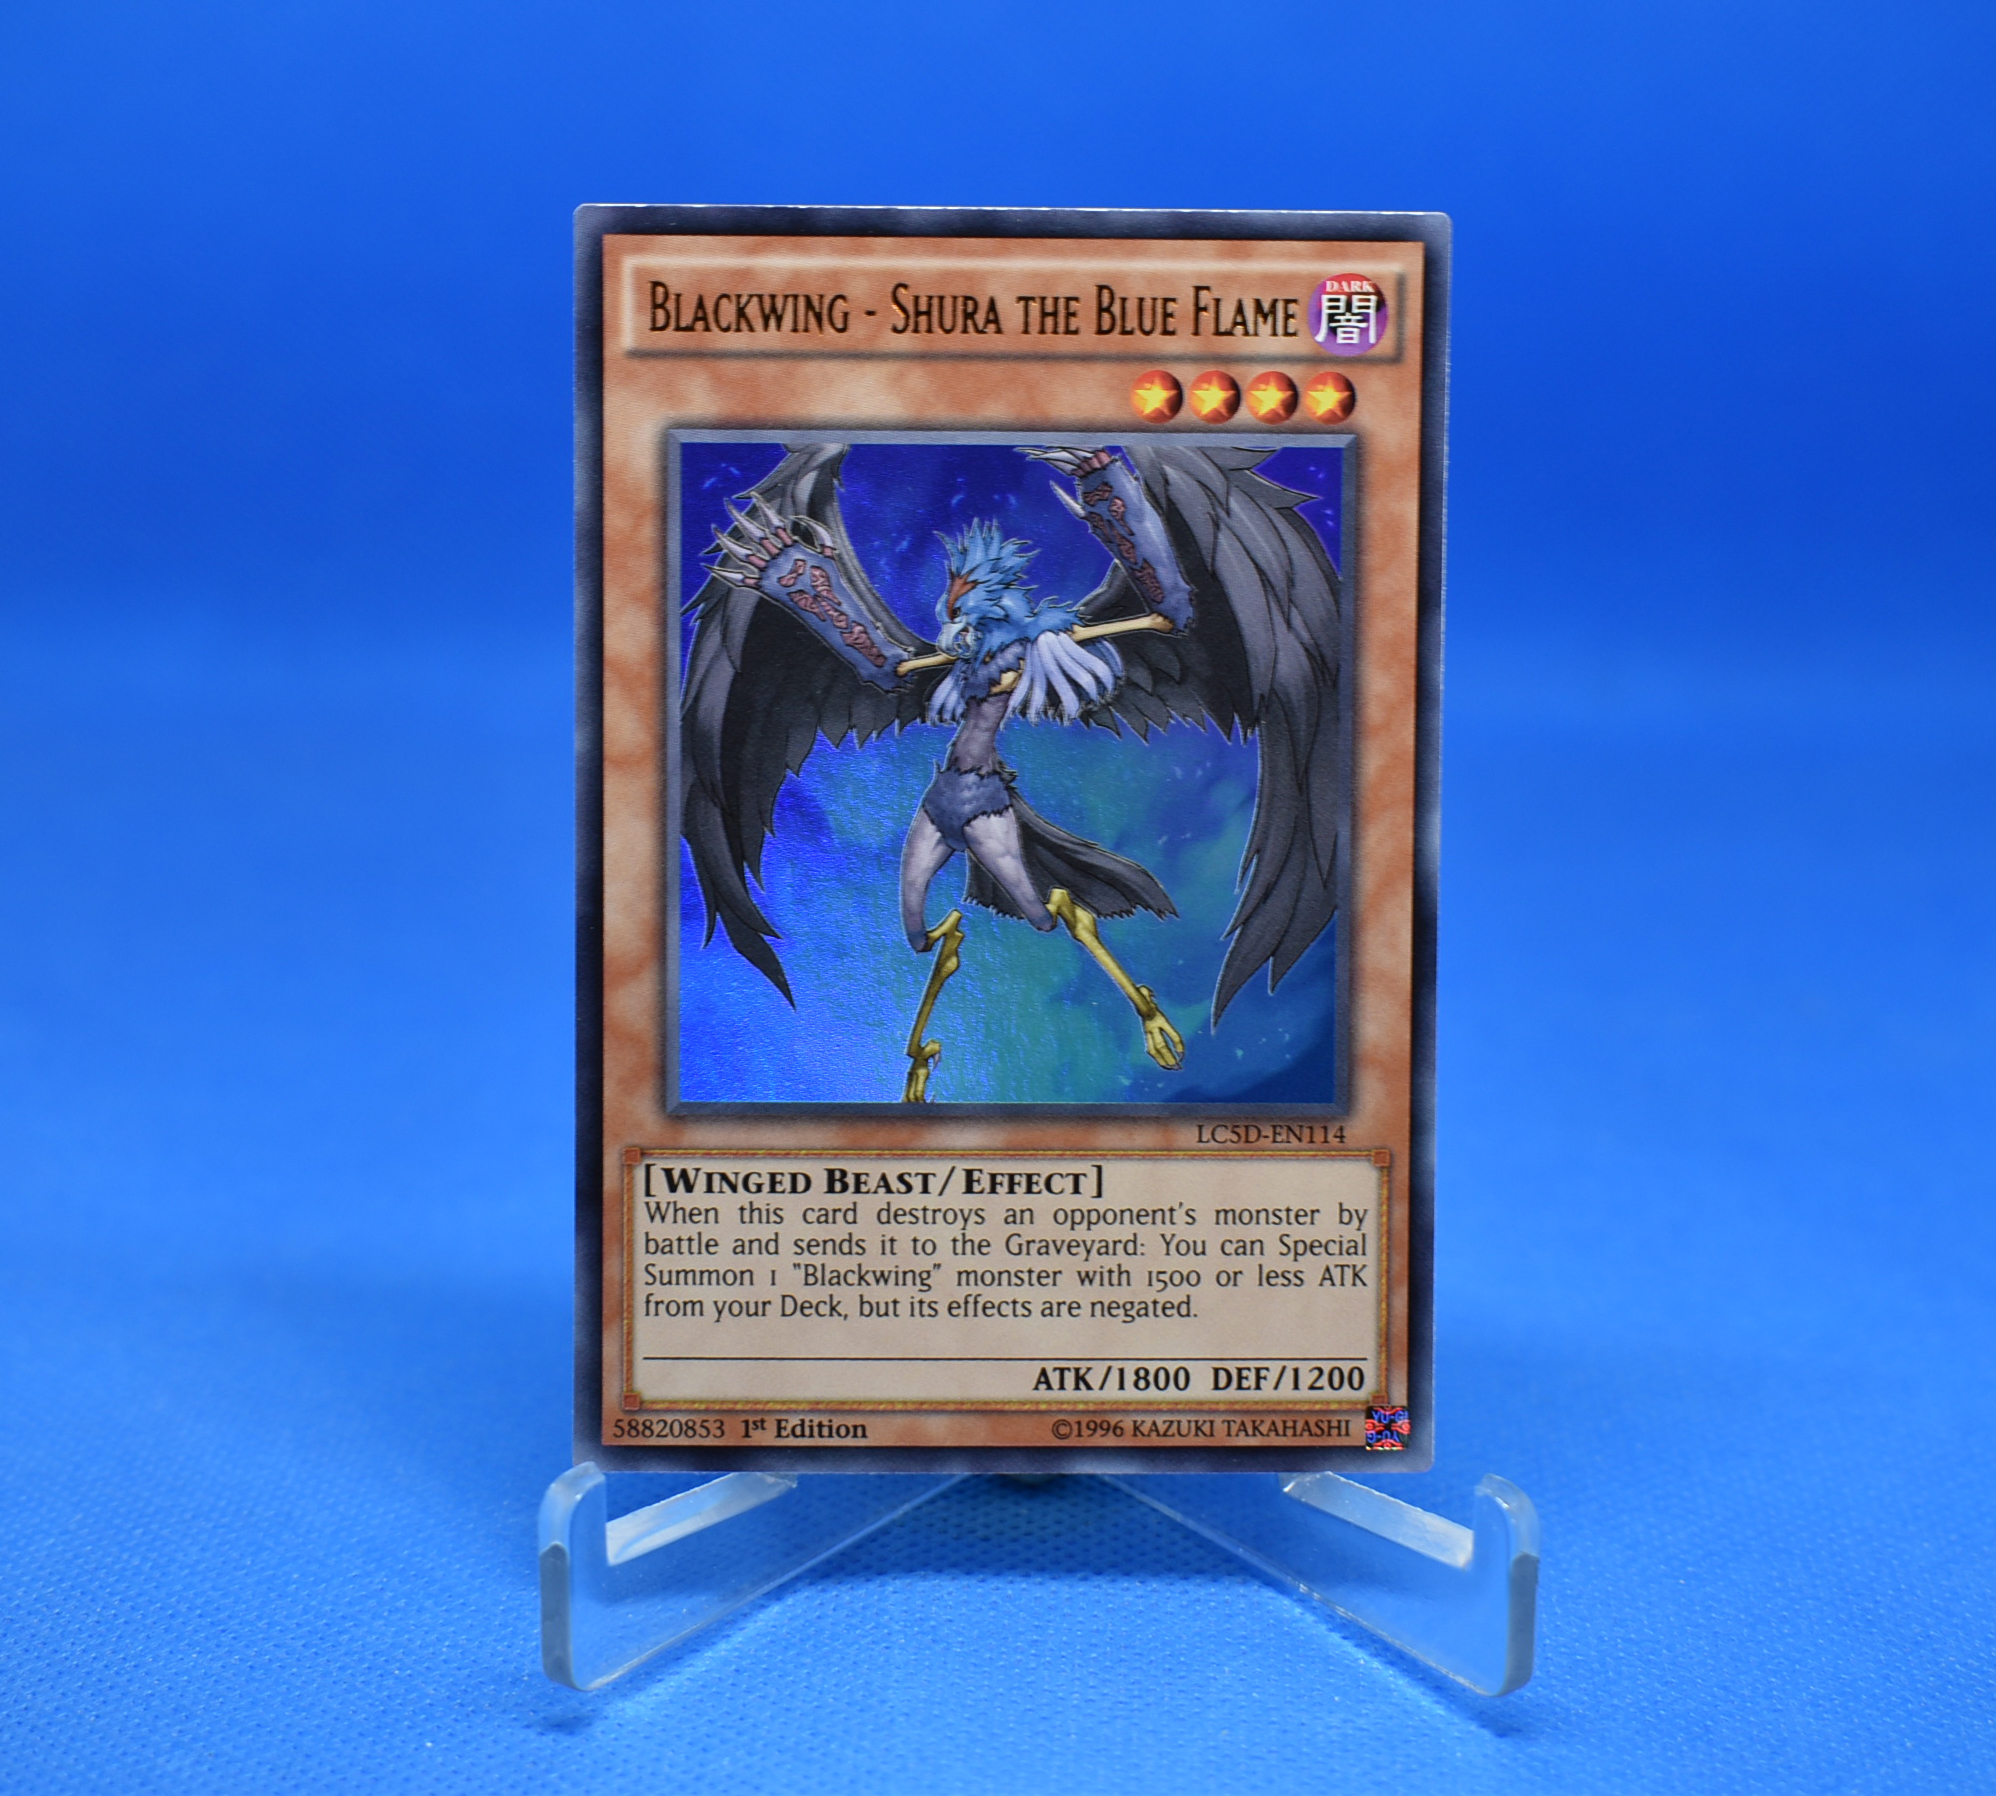 Blackwing - Shura the Blue Flame
DARK
闇
LC5D-EN114
[Winged Beast/Effect]
When this card destroys an opponent's monster by
battle and sends it to the Graveyard: You can Special
Summon 1 "Blackwing" monster with 1500 or less ATK
from your Deck, but its effects are negated.
ATK/1800 DEF/1200
58820853 1st Edition ©1996 KAZUKI TAKAHASHI